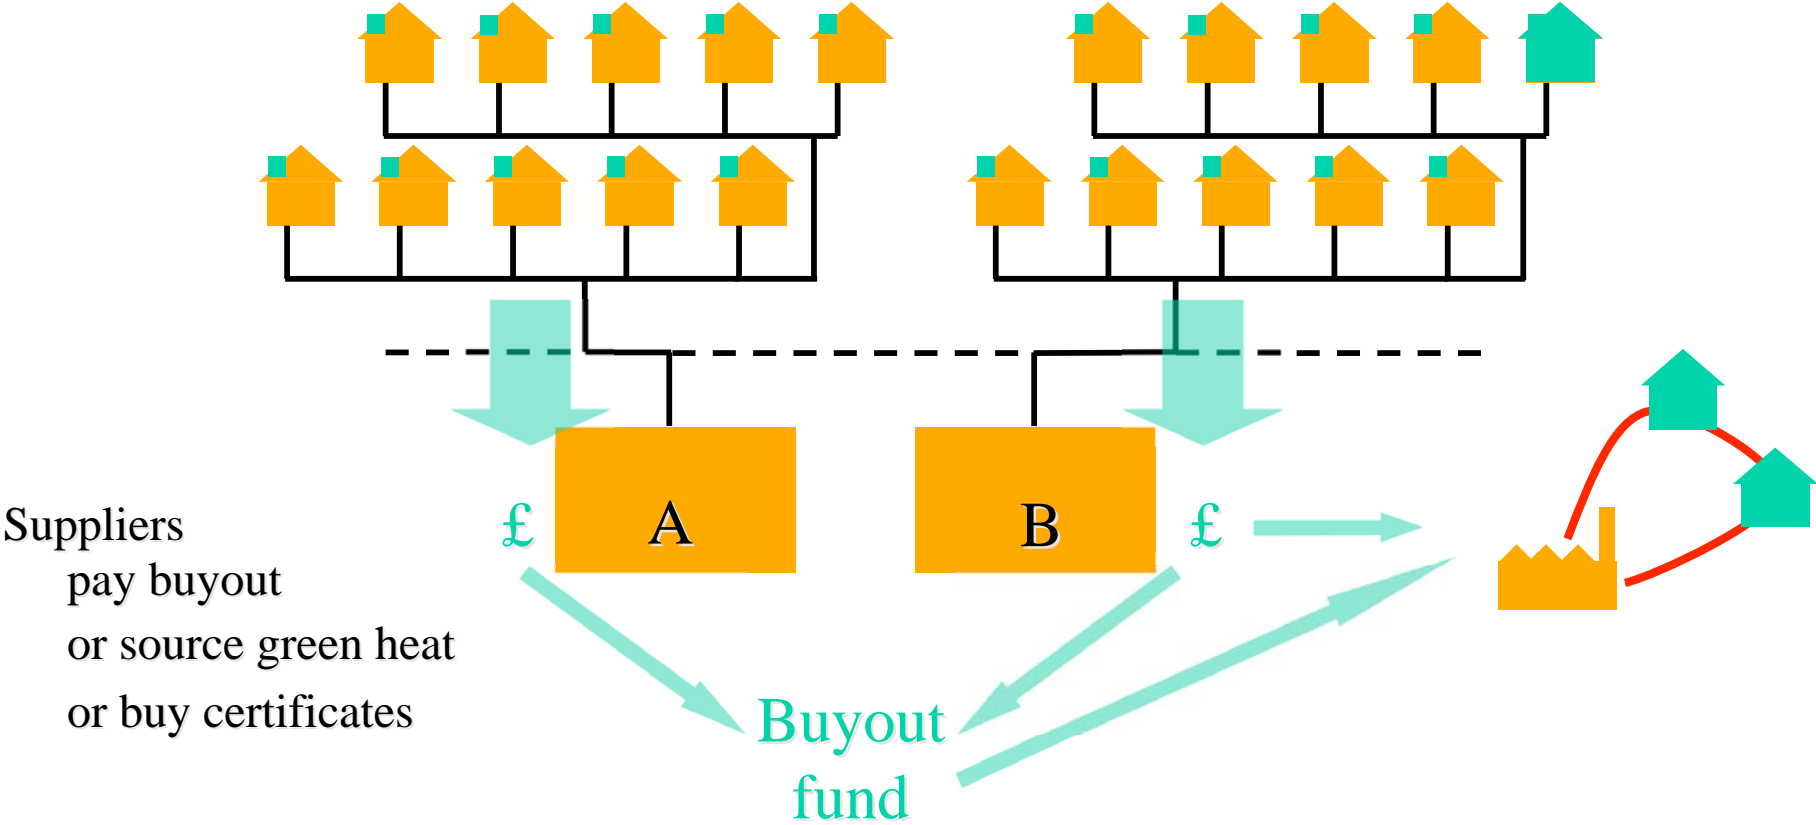 £
A
B
£
Suppliers
pay buyout
or source green heat
or buy certificates
Buyout
fund